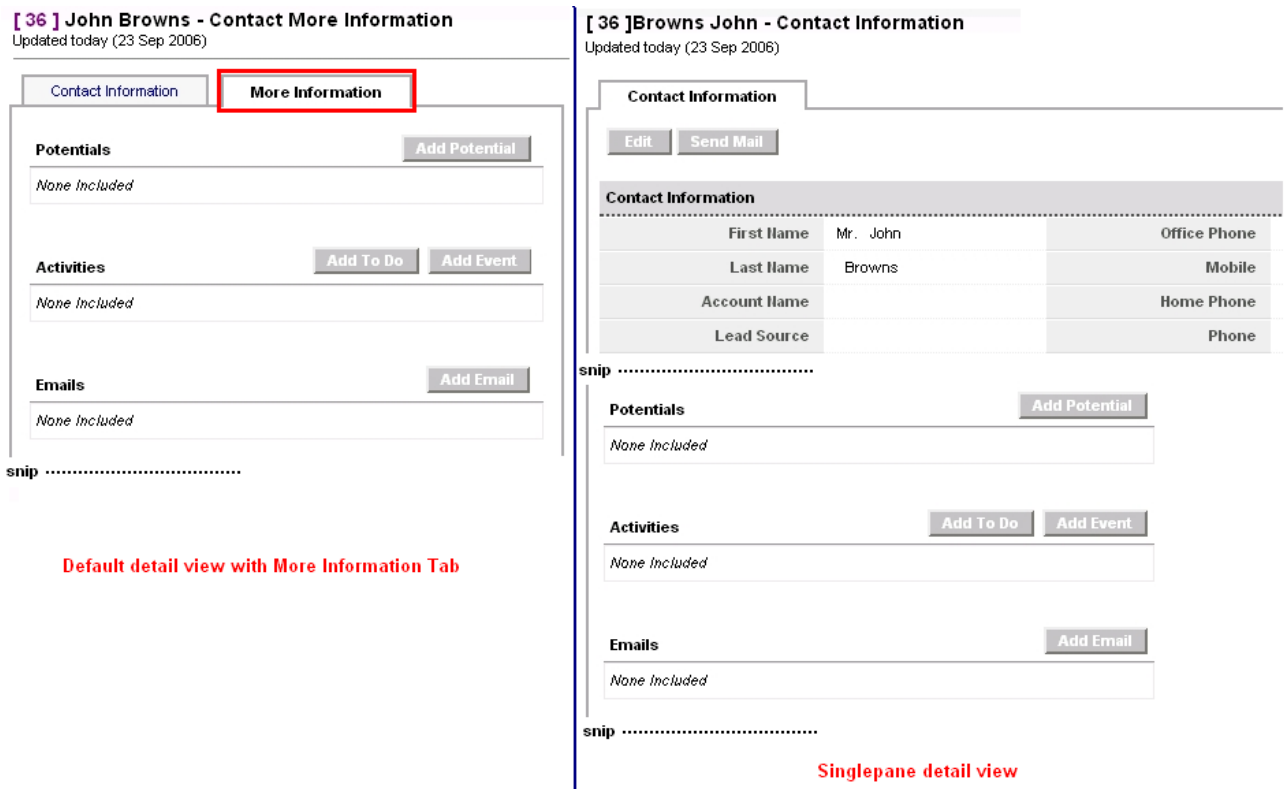 [ 36 ] John Browns - Contact More Information
Updated today (23 Sep 2006)
Contact Information
More Information
Potentials
Add Potential
None Included
Activities
Add To Do
Add Event
None Included
Emails
Add Email
None Included
snip ....................................
Default detail view with More Information Tab
[ 36 ]Browns John - Contact Information
Updated today (23 Sep 2006)
Contact Information
Edit
Send Mail
Contact Information
First Name Mr. John Office Phone
Last Name Browns Mobile
Account Name Home Phone
Lead Source Phone
snip ....................................
Potentials
Add Potential
None Included
Activities
Add To Do
Add Event
None Included
Emails
Add Email
None Included
snip ....................................
Singlepane detail view